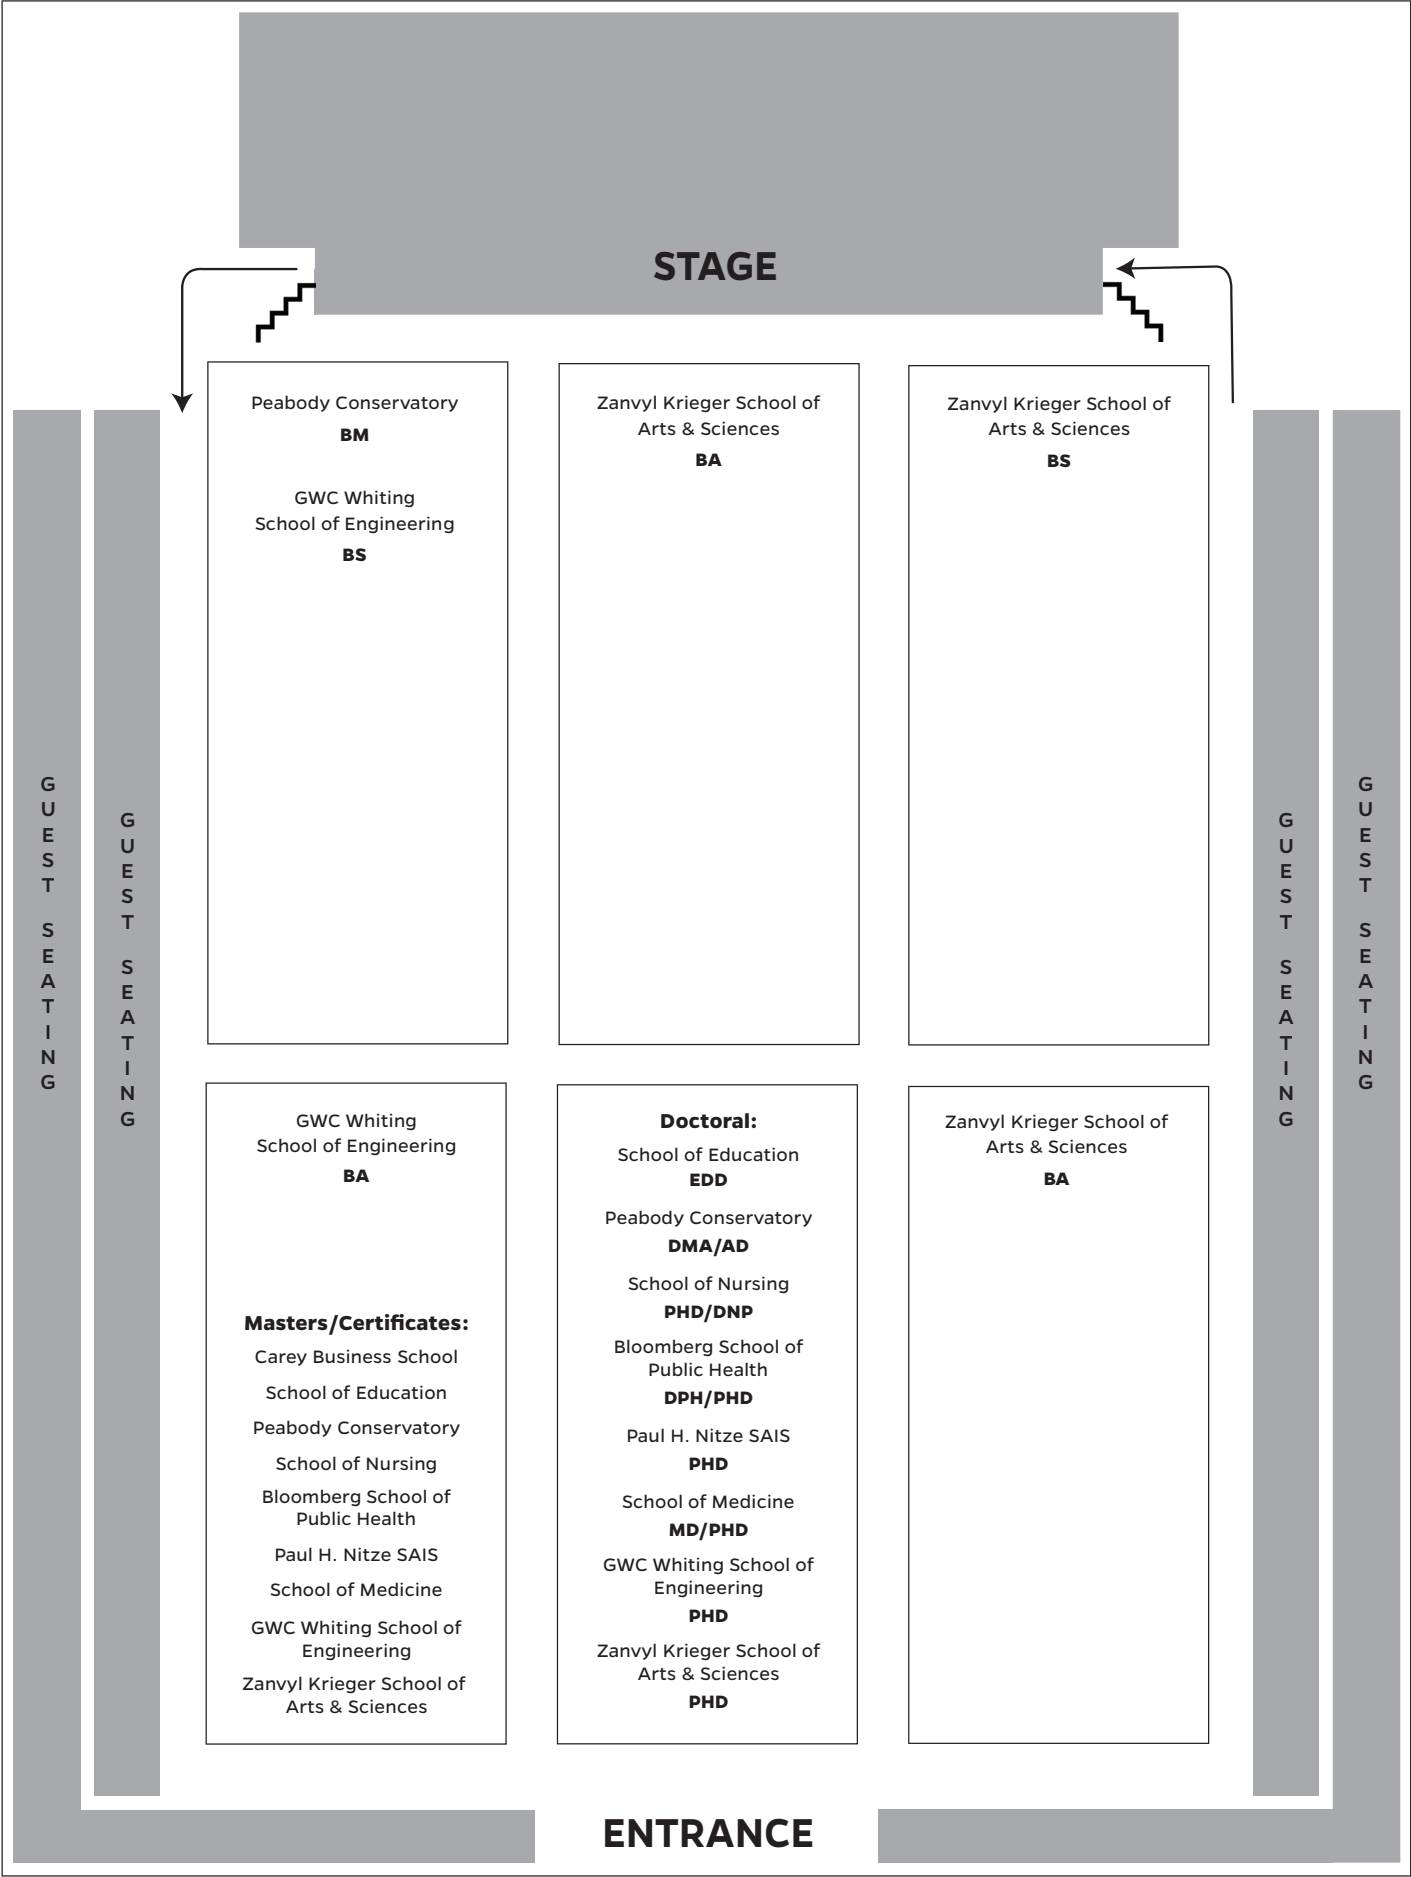 STAGE
Peabody Conservatory
BM
GWC Whiting
School of Engineering
BS
Zanvyl Krieger School of
Arts & Sciences
BA
Zanvyl Krieger School of
Arts & Sciences
BS
GUEST SEATING
GUEST SEATING
GUEST SEATING
GUEST SEATING
GWC Whiting
School of Engineering
BA
Masters/Certificates:
Carey Business School
School of Education
Peabody Conservatory
School of Nursing
Bloomberg School of
Public Health
Paul H. Nitze SAIS
School of Medicine
GWC Whiting School of
Engineering
Zanvyl Krieger School of
Arts & Sciences
Doctoral:
School of Education
EDD
Peabody Conservatory
DMA/AD
School of Nursing
PHD/DNP
Bloomberg School of
Public Health
DPH/PHD
Paul H. Nitze SAIS
PHD
School of Medicine
MD/PHD
GWC Whiting School of
Engineering
PHD
Zanvyl Krieger School of
Arts & Sciences
PHD
Zanvyl Krieger School of
Arts & Sciences
BA
ENTRANCE